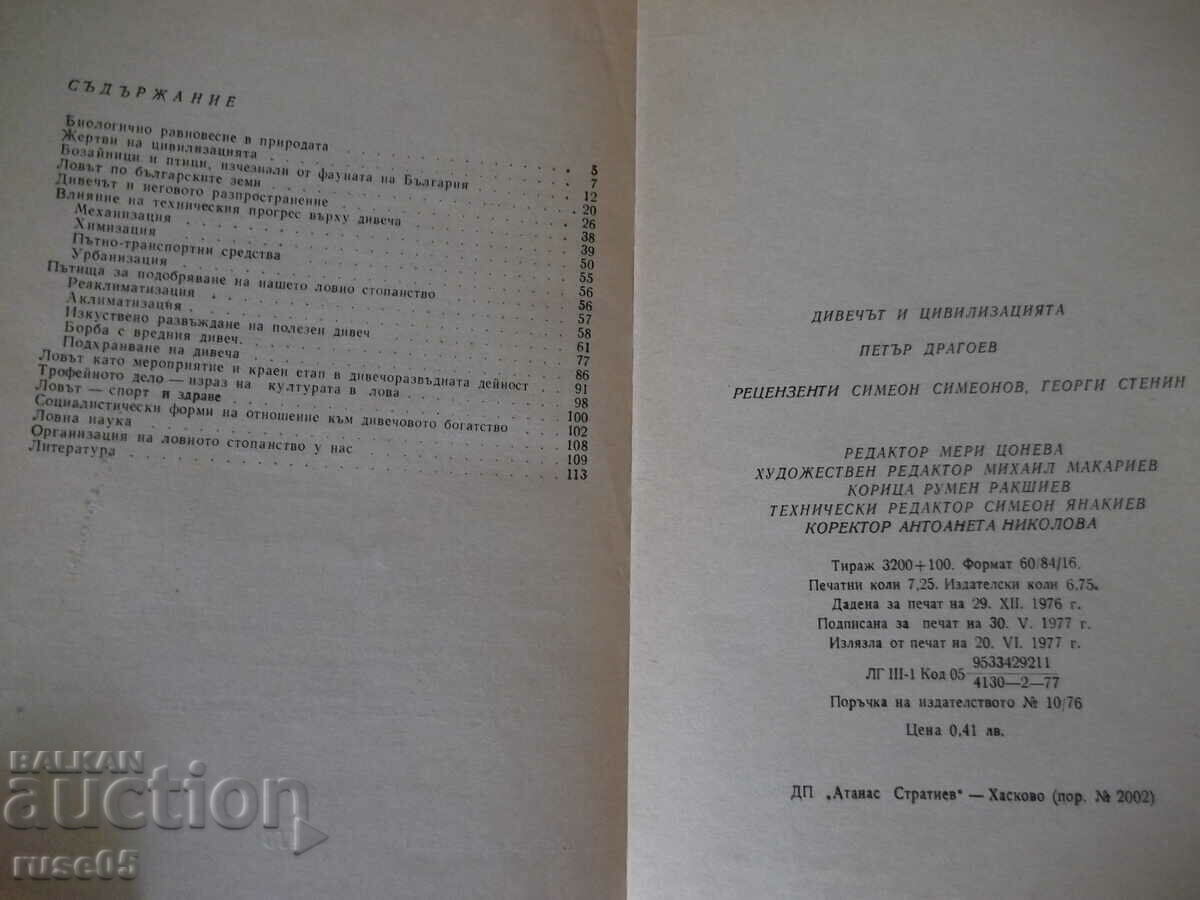 СЪДЪРЖАНИЕ
Биологично равновесие в природата . . . 5
Жертви на цивилизацията . . . 7
Бозайници и птици, изчезнали от фауната на България . . . 12
Ловът по българските земи . . . 20
Дивечът и неговото разпространение . . . 26
Влияние на техническия прогрес върху дивеча . . . 38
Механизация . . . 39
Химизация . . . 50
Пътно-транспортни средства . . . 55
Урбанизация . . . 56
Пътища за подобряване на нашето ловно стопанство . . . 56
Реаклиматизация . . . 57
Аклиматизация . . . 58
Изкуствено развъждане на полезен дивеч . . . 61
Борба с вредния дивеч. . . . 77
Подхранване на дивеча . . . 86
Ловът като мероприятие и краен етап в дивечоразвъдната дейност . . . 91
Трофейното дело — израз на културата в лова . . . 98
Ловът — спорт и здраве . . . 100
Социалистически форми на отношение към дивечовото богатство . . . 102
Ловна наука . . . 108
Организация на ловното стопанство у нас . . . 109
Литература . . . 113
ДИВЕЧЪТ И ЦИВИЛИЗАЦИЯТА
ПЕТЪР ДРАГОЕВ
РЕЦЕНЗЕНТИ СИМЕОН СИМЕОНОВ, ГЕОРГИ СТЕНИН
РЕДАКТОР МЕРИ ЦОНЕВА
ХУДОЖЕСТВЕН РЕДАКТОР МИХАИЛ МАКАРИЕВ
КОРИЦА РУМЕН РАКШИЕВ
ТЕХНИЧЕСКИ РЕДАКТОР СИМЕОН ЯНАКИЕВ
КОРЕКТОР АНТОАНЕТА НИКОЛОВА
Тираж 3200+100. Формат 60/84/16.
Печатни коли 7,25. Издателски коли 6,75.
Дадена за печат на 29. XII. 1976 г.
Подписана за печат на 30. V. 1977 г.
Излязла от печат на 20. VI. 1977 г.
9533429211
ЛГ III-1 Код 05
4130—2—77
Поръчка на издателството № 10/76
Цена 0,41 лв.
ДП „Атанас Стратиев" — Хасково (пор. № 2002)
BALKAN
auction
ruse05